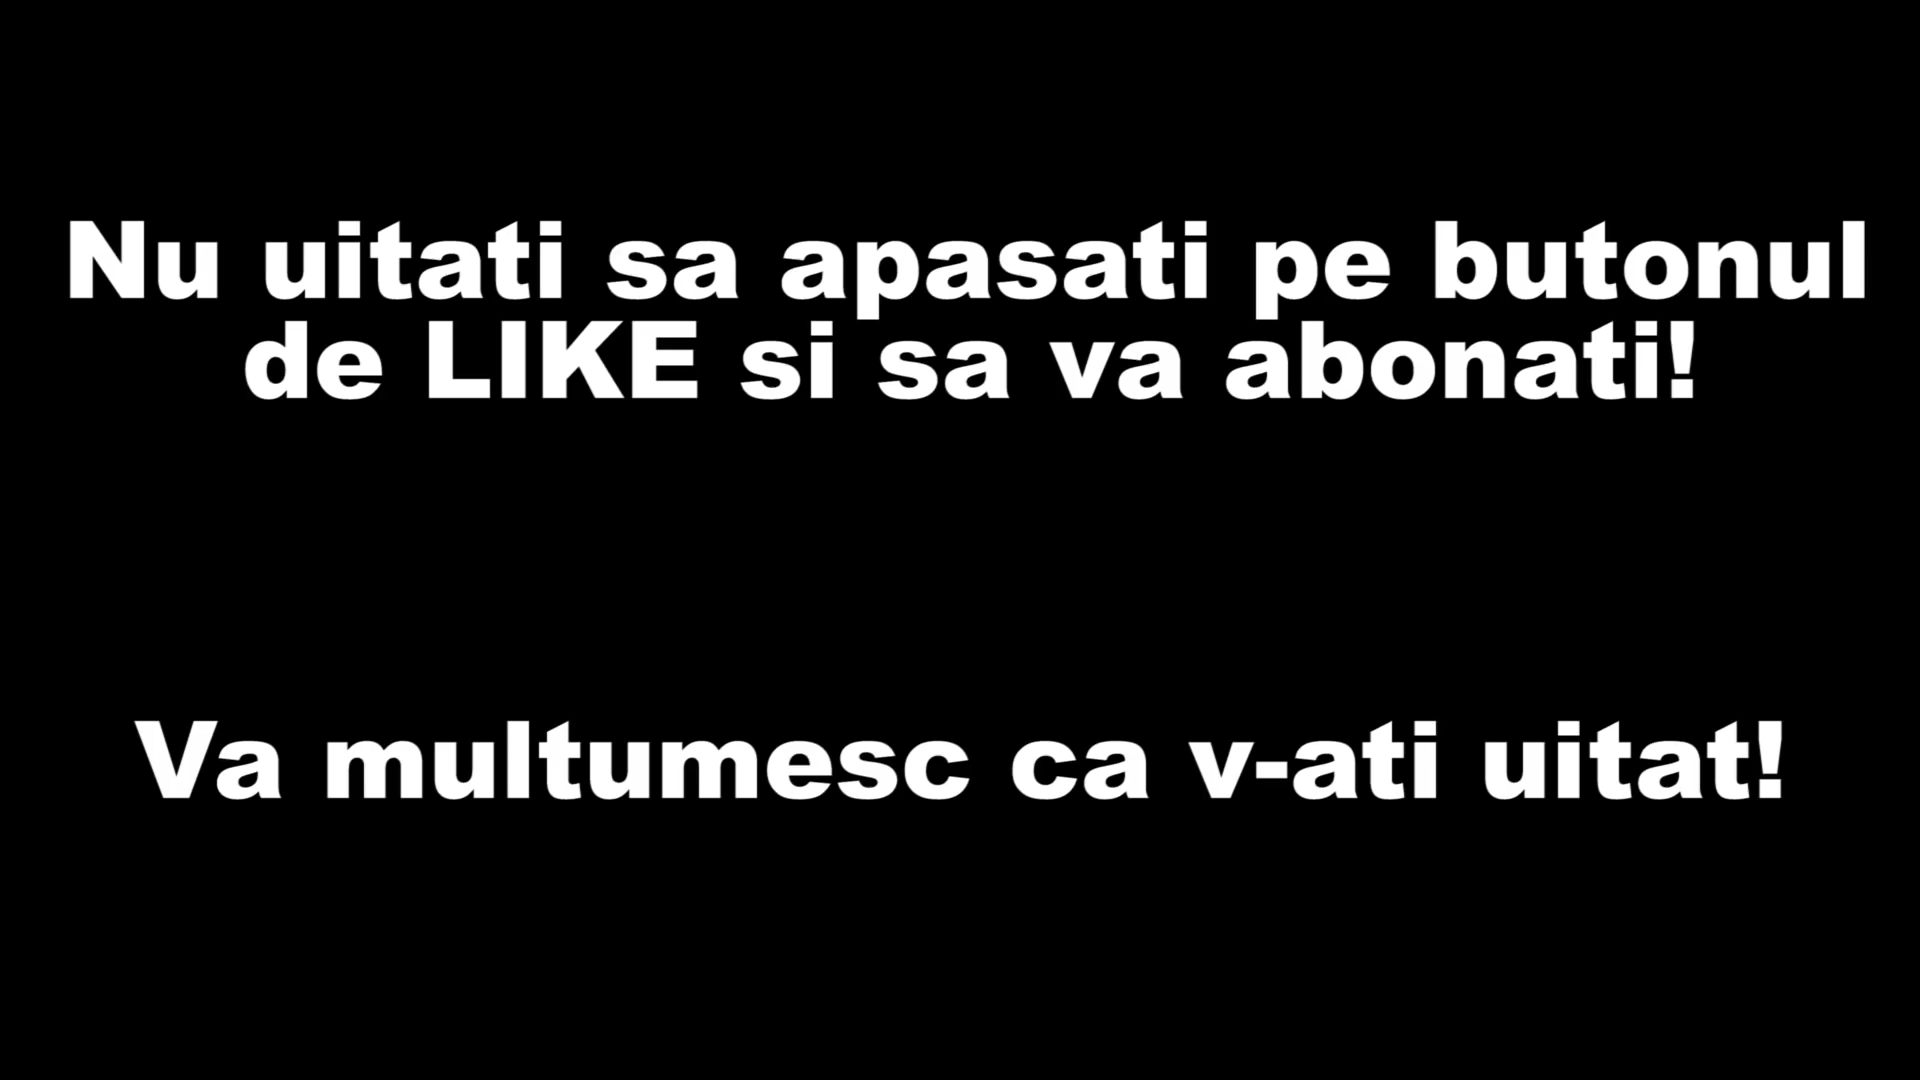 Nu uitati sa apasati pe butonul
de LIKE si sa va abonati!
Va multumesc ca v-ati uitat!